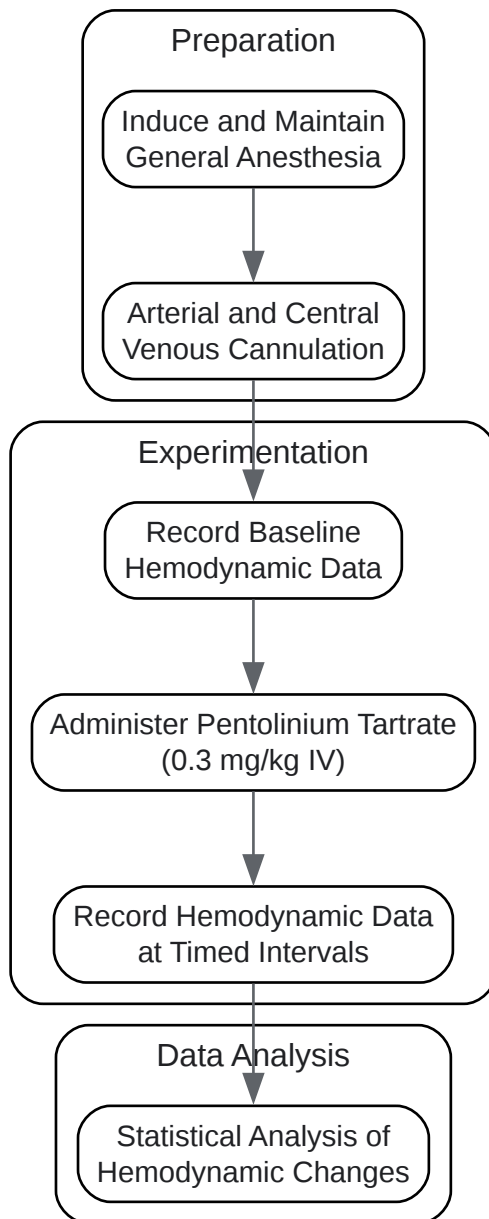 Preparation
Induce and Maintain
General Anesthesia
Arterial and Central
Venous Cannulation
Experimentation
Record Baseline
Hemodynamic Data
Administer Pentolinium Tartrate
(0.3 mg/kg IV)
Record Hemodynamic Data
at Timed Intervals
Data Analysis
Statistical Analysis of
Hemodynamic Changes